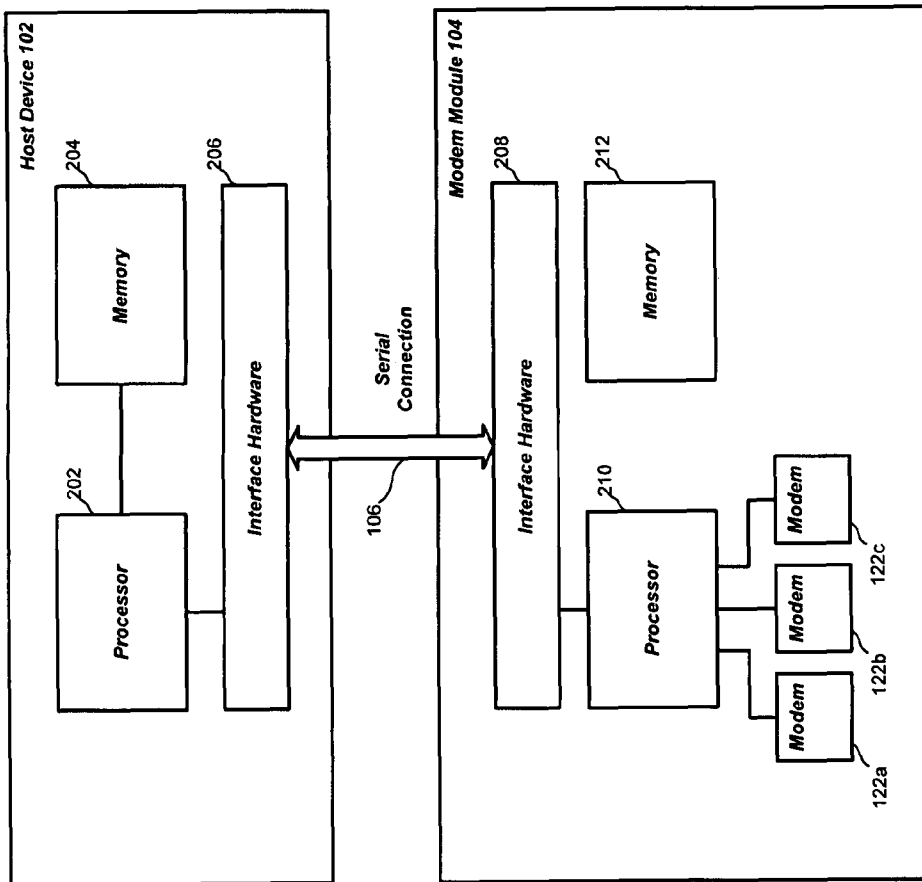 Host Device 102
202
204
Processor
Memory
206
Interface Hardware
Serial
Connection
106
Modem Module 104
208
Interface Hardware
210
212
Processor
Memory
Modem
Modem
Modem
122a
122b
122c